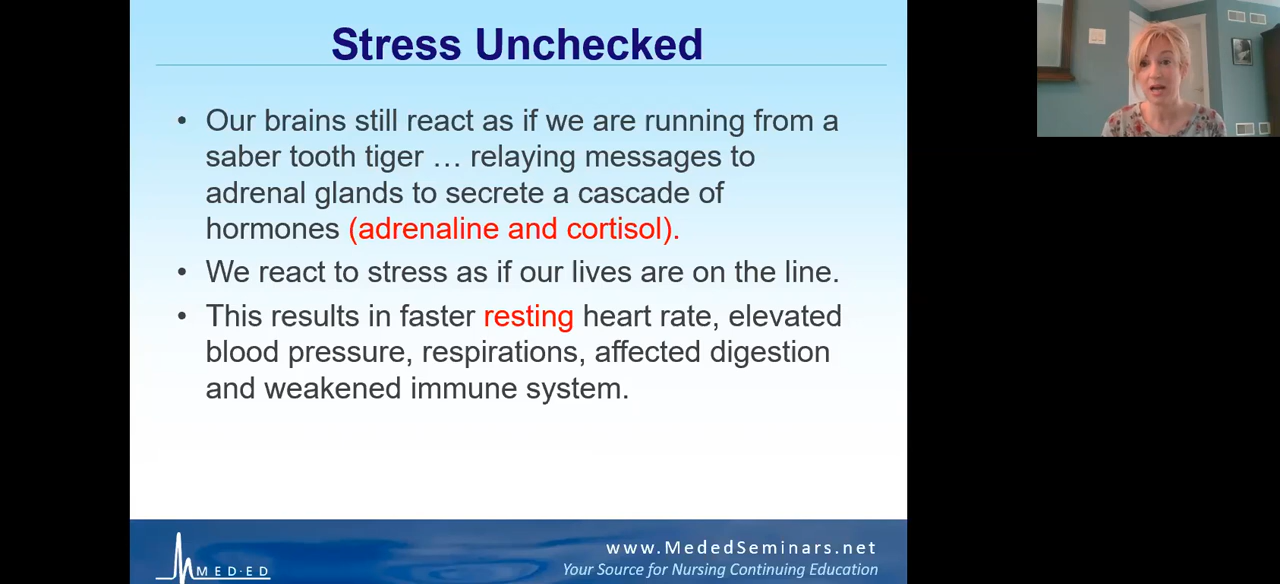 Stress Unchecked
• Our brains still react as if we are running from a
saber tooth tiger … relaying messages to
adrenal glands to secrete a cascade of
hormones (adrenaline and cortisol).
• We react to stress as if our lives are on the line.
• This results in faster resting heart rate, elevated
blood pressure, respirations, affected digestion
and weakened immune system.
MED·ED
www.MededSeminars.net
Your Source for Nursing Continuing Education